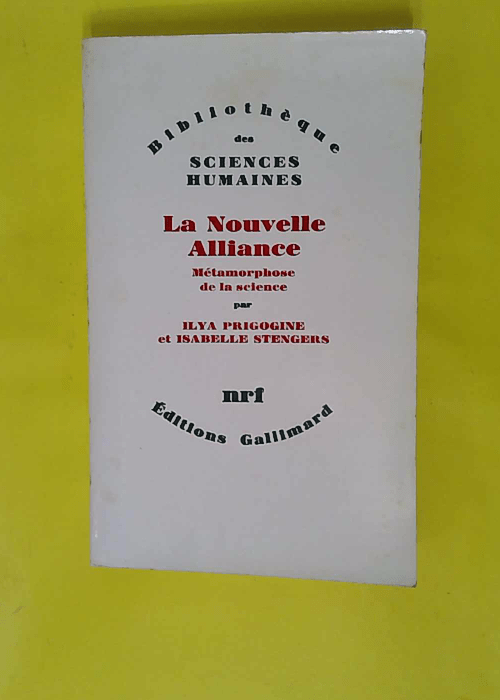 Bibliothèque
des
SCIENCES
HUMAINES
La Nouvelle
Alliance
Métamorphose
de la science
par
ILYA PRIGOGINE
et ISABELLE STENGERS
nrf
Éditions Gallimard